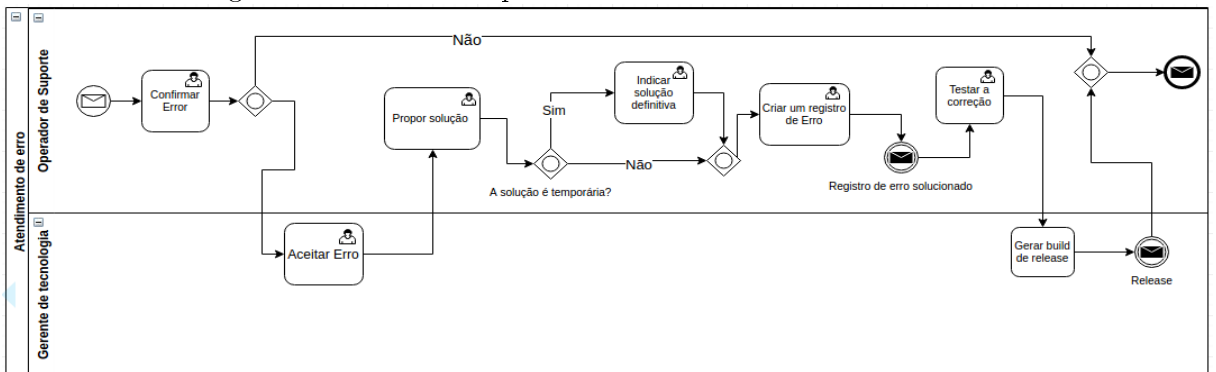 Atendimento de erro
Operador de Suporte
Não
Confirmar
Error
Propor solução
Sim
Indicar
solução
definitiva
Não
A solução é temporária?
Criar um registro
de Erro
Registro de erro solucionado
Testar a
correção
Gerente de tecnologia
Aceitar Erro
Gerar build
de release
Release